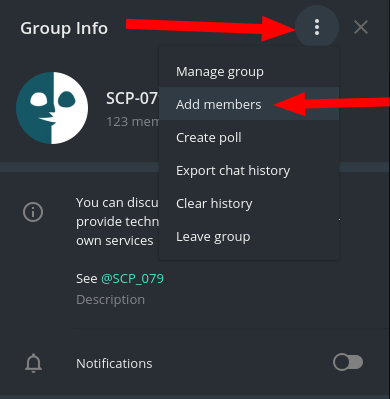 Group Info
Manage group
SCP-079
123 mem
Add members
Create poll
Export chat history
Clear history
Leave group
You can discu
provide techn
own services
See @SCP_079
Description
Notifications